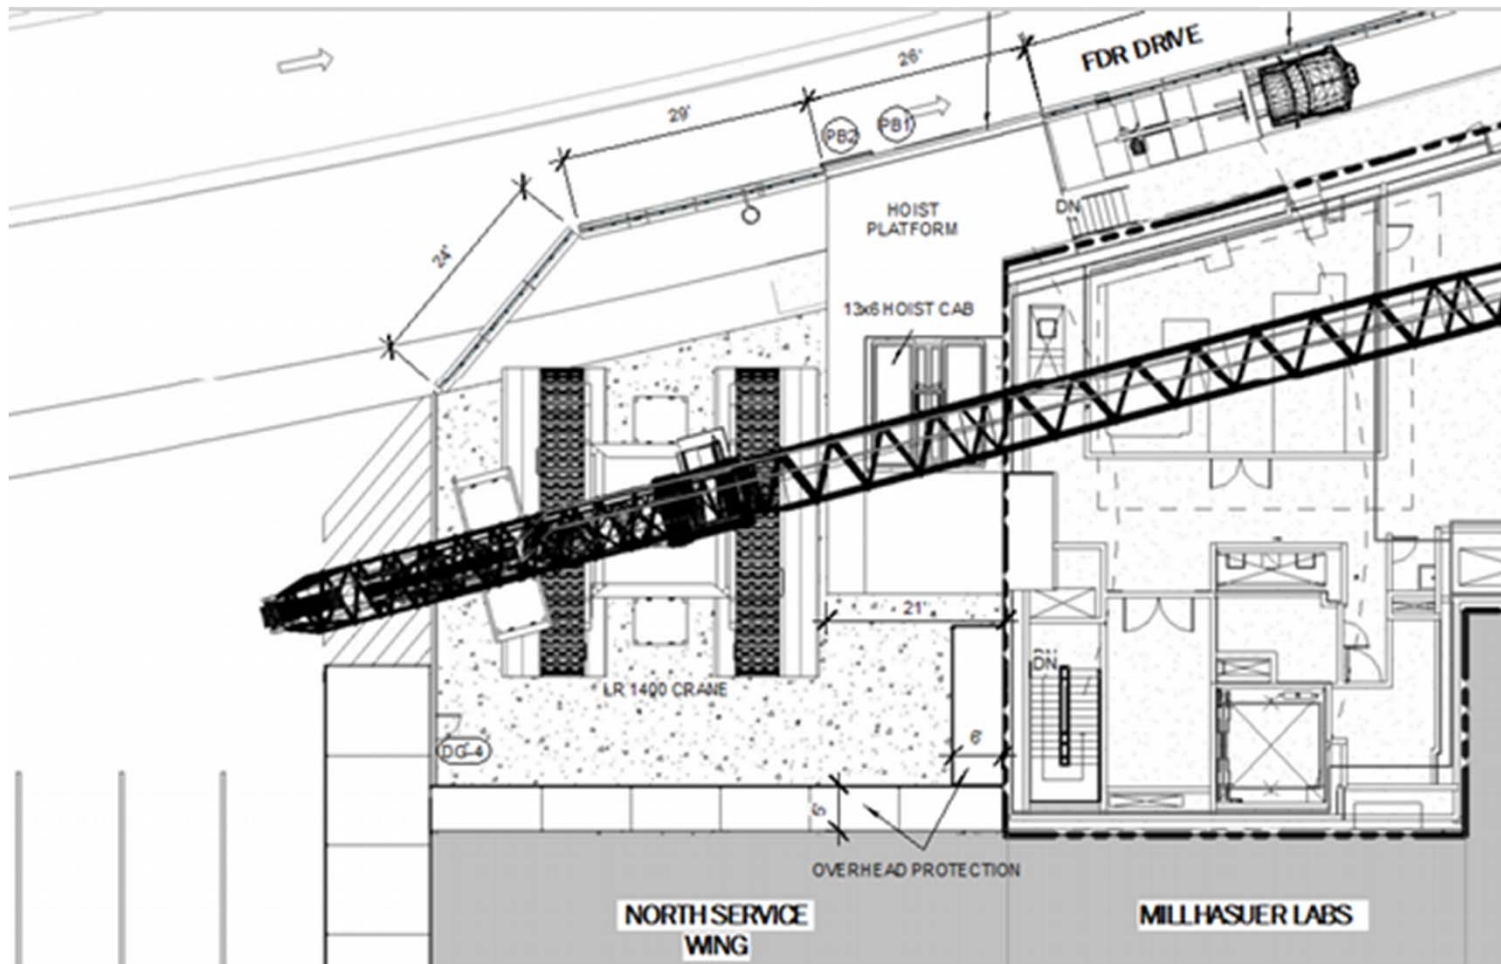 FDR DRIVE
26'
29'
PB2
PB1
24'
DN
HOIST
PLATFORM
13x6 HOIST CAB
21'
DN
LR 1400 CRANE
6'
DG-4
6'
OVERHEAD PROTECTION
NORTH SERVICE
WING
MILLHASUER LABS